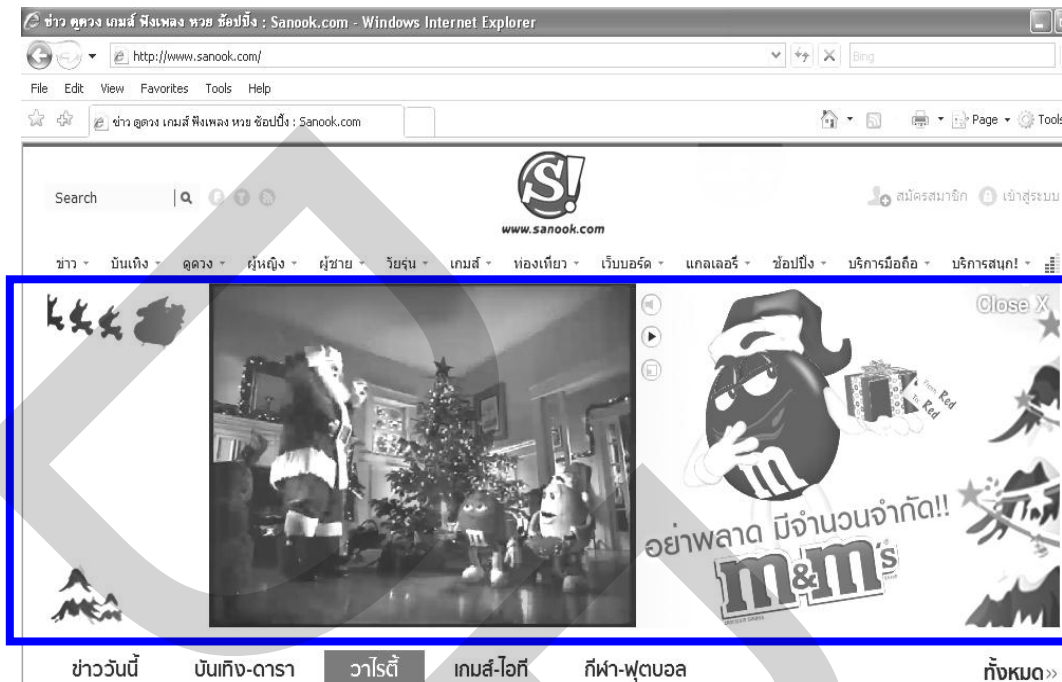 ข่าว ดูดวง เกมส์ ฟังเพลง หวย ช้อปปิ้ง : Sanook.com - Windows Internet Explorer
http://www.sanook.com/ Bing
File Edit View Favorites Tools Help
ข่าว ดูดวง เกมส์ ฟังเพลง หวย ช้อปปิ้ง : Sanook.com Page Tools
S!
Search สมัครสมาชิก เข้าสู่ระบบ
www.sanook.com
ข่าว บันเทิง ดูดวง ผู้หญิง ผู้ชาย วัยรุ่น เกมส์ ท่องเที่ยว เว็บบอร์ด แกลเลอรี่ ช้อปปิ้ง บริการมือถือ บริการสนุก!
Close X
From Red
To Red
m
อย่าพลาด มีจำนวนจำกัด!!
m&m's
ข่าววันนี้ บันเทิง-ดารา วาไรตี้ เกมส์-ไอที กีฬา-ฟุตบอล ทั้งหมด»